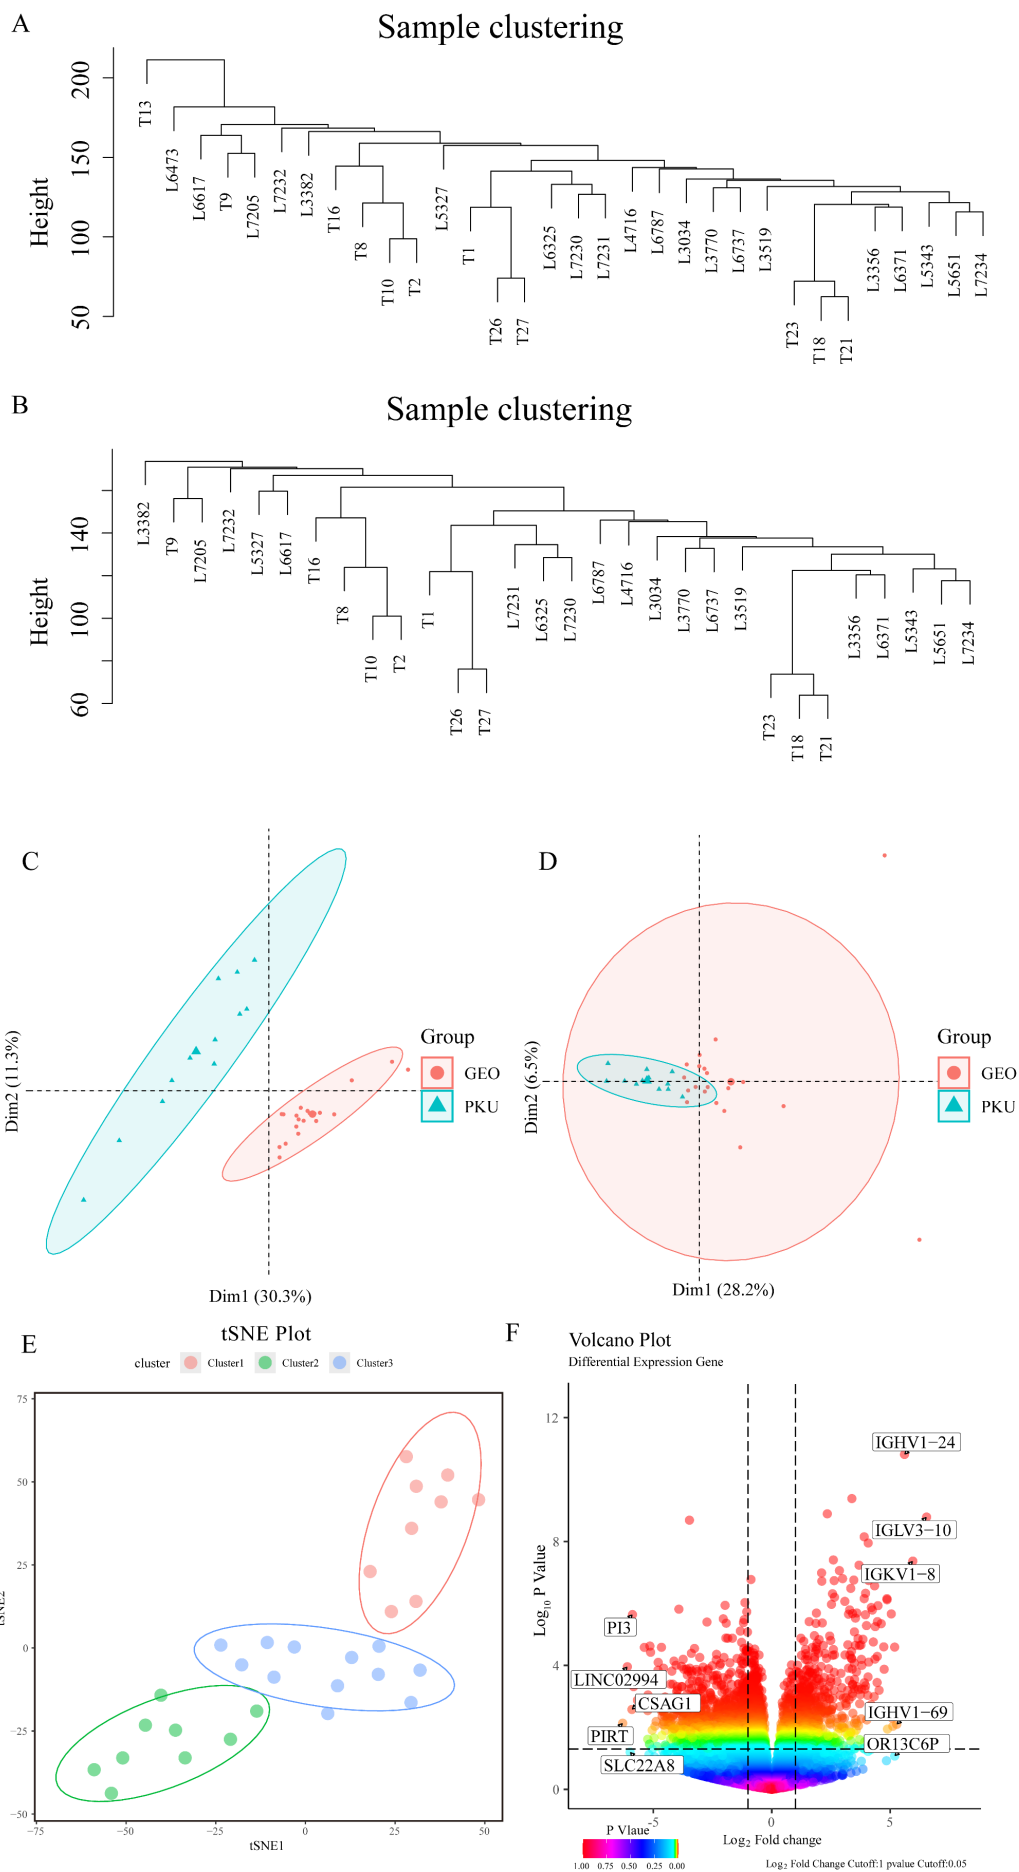 A
Sample clustering
Height
200
150
100
50
T13
L6473
L6617
T9
L7205
L7232
L3382
T16
T8
T10
T2
L5327
T1
T26
T27
L6325
L7230
L7231
L4716
L6787
L3034
L3770
L6737
L3519
T23
T18
T21
L3356
L6371
L5343
L5651
L7234
B
Sample clustering
Height
140
100
60
L3382
T9
L7205
L7232
L5327
L6617
T16
T8
T10
T2
T1
T26
T27
L7231
L6325
L7230
L6787
L4716
L3034
L3770
L6737
L3519
T23
T18
T21
L3356
L6371
L5343
L5651
L7234
C
Dim2 (11.3%)
Dim1 (30.3%)
Group
GEO
PKU
D
Dim2 (6.5%)
Dim1 (28.2%)
Group
GEO
PKU
E
tSNE Plot
cluster Cluster1 Cluster2 Cluster3
75
50
25
0
−25
−50
−75 −50 −25 0 25 50
tSNE1
tSNE2
F
Volcano Plot
Differential Expression Gene
Log10 P Value
12
8
4
0
IGHV1−24
IGLV3−10
IGKV1−8
PI3
LINC02994
CSAG1
PIRT
SLC22A8
IGHV1−69
OR13C6P
-5 0 5
Log2 Fold change
P Vlaue
1.00 0.75 0.50 0.25 0.00
Log2 Fold Change Cutoff:1 pvalue Cutoff:0.05